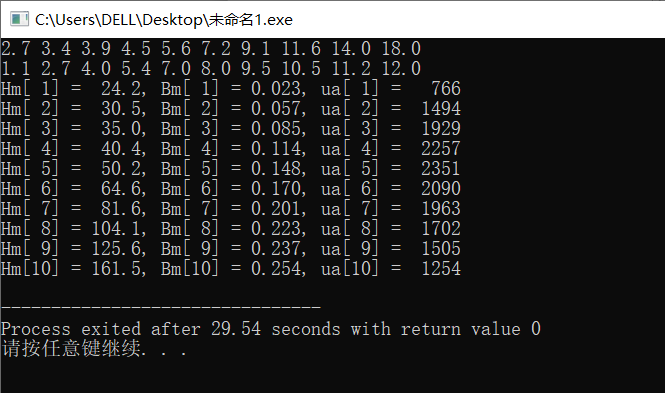 C:\Users\DELL\Desktop\未命名1.exe
2.7 3.4 3.9 4.5 5.6 7.2 9.1 11.6 14.0 18.0
1.1 2.7 4.0 5.4 7.0 8.0 9.5 10.5 11.2 12.0
Hm[ 1] =  24.2, Bm[ 1] = 0.023, ua[ 1] =   766
Hm[ 2] =  30.5, Bm[ 2] = 0.057, ua[ 2] =  1494
Hm[ 3] =  35.0, Bm[ 3] = 0.085, ua[ 3] =  1929
Hm[ 4] =  40.4, Bm[ 4] = 0.114, ua[ 4] =  2257
Hm[ 5] =  50.2, Bm[ 5] = 0.148, ua[ 5] =  2351
Hm[ 6] =  64.6, Bm[ 6] = 0.170, ua[ 6] =  2090
Hm[ 7] =  81.6, Bm[ 7] = 0.201, ua[ 7] =  1963
Hm[ 8] = 104.1, Bm[ 8] = 0.223, ua[ 8] =  1702
Hm[ 9] = 125.6, Bm[ 9] = 0.237, ua[ 9] =  1505
Hm[10] = 161.5, Bm[10] = 0.254, ua[10] =  1254
--------------------------------
Process exited after 29.54 seconds with return value 0
请按任意键继续. . .